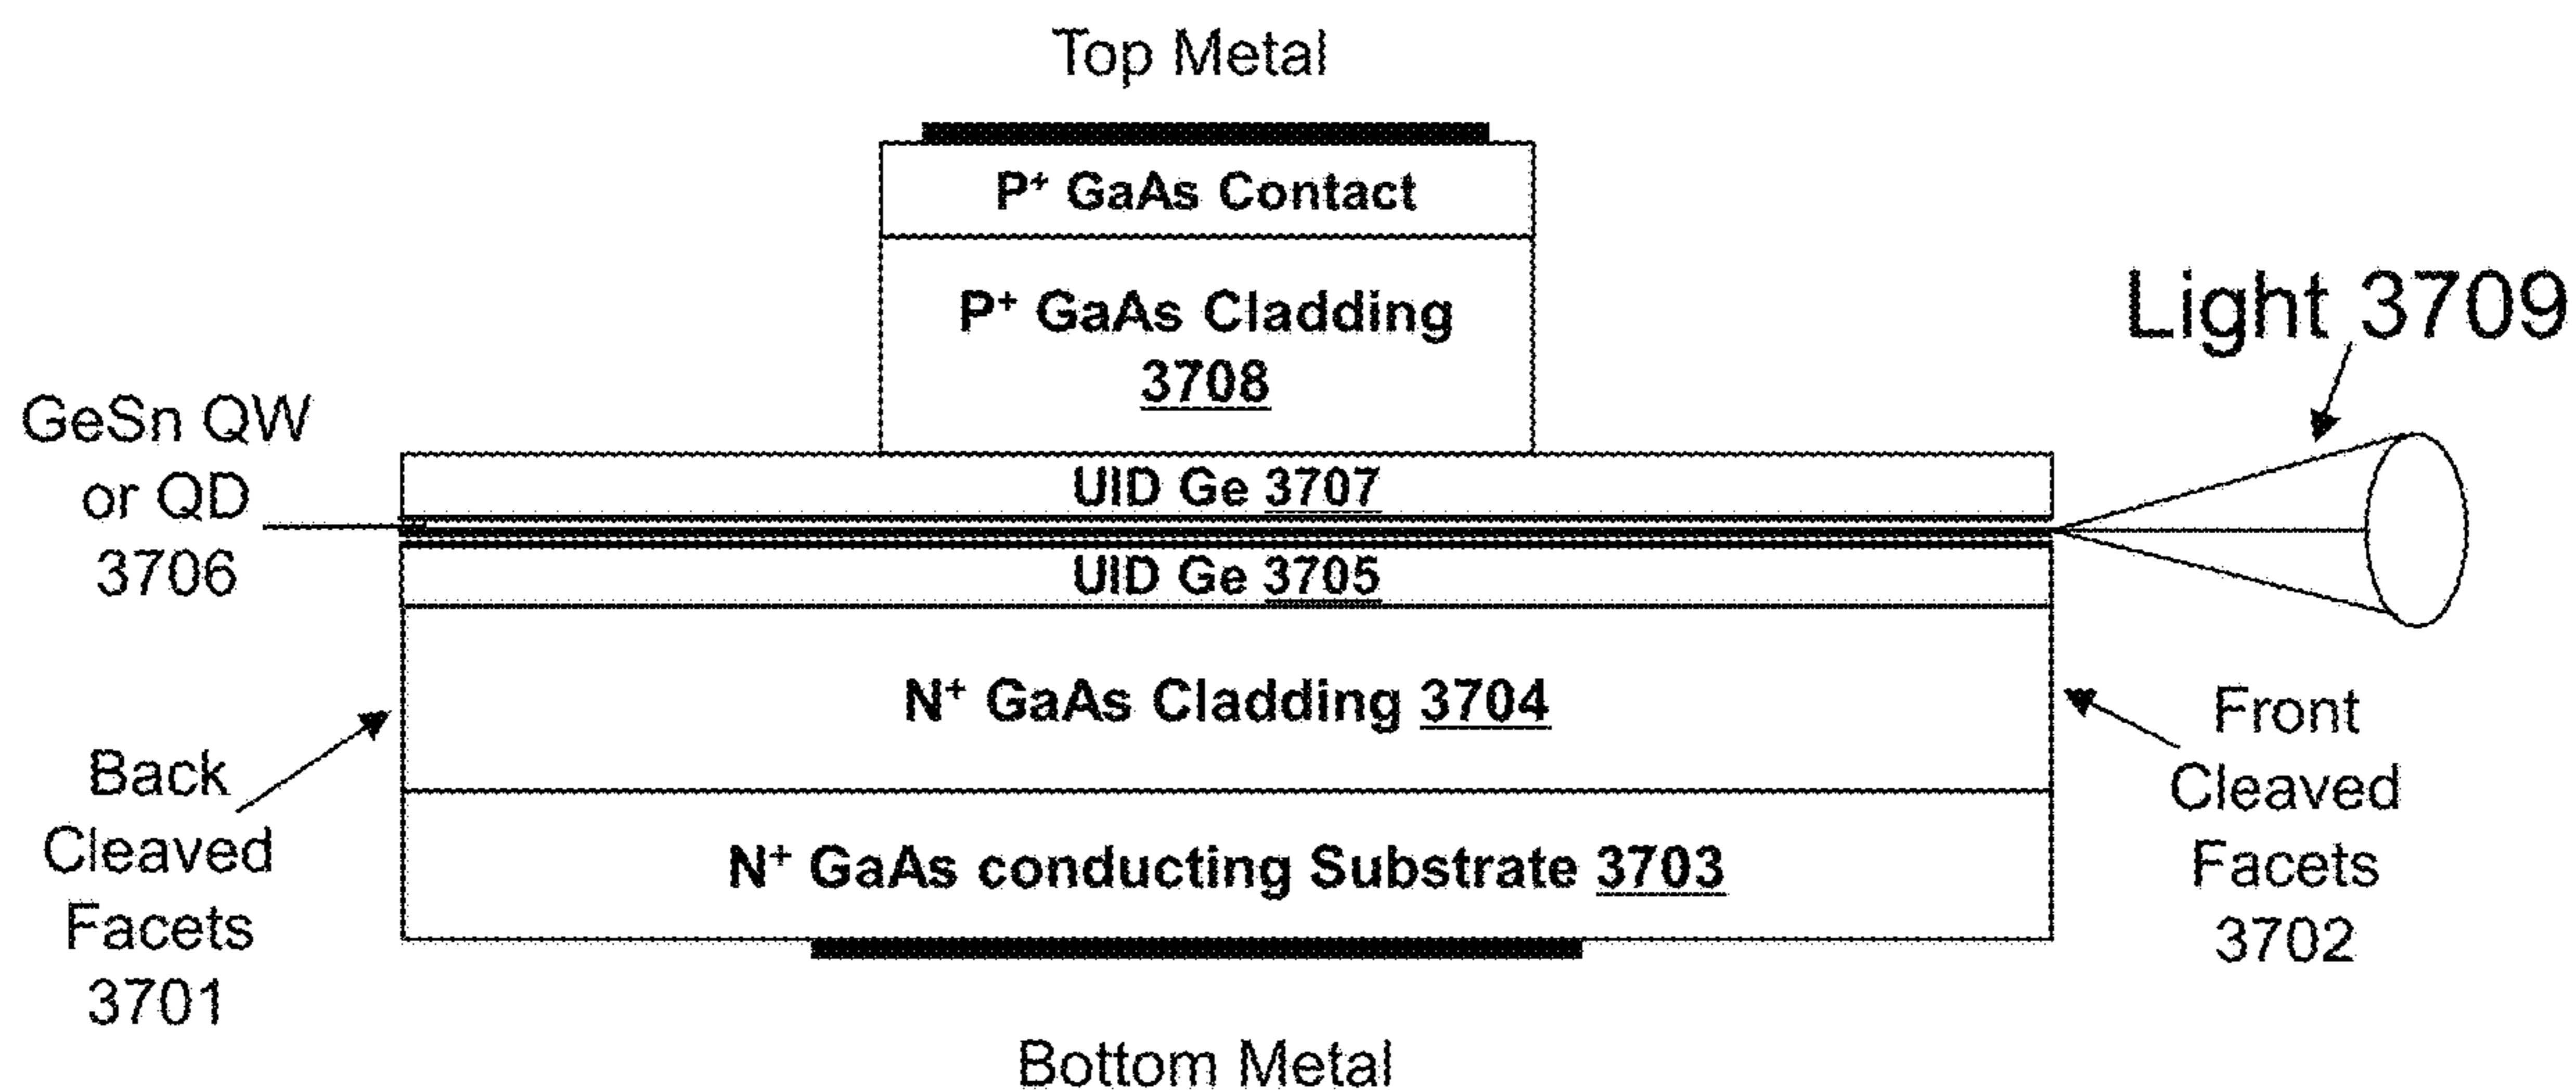 Top Metal
P+ GaAs Contact
P+ GaAs Cladding
3708
Light 3709
GeSn QW
or QD
3706
UID Ge 3707
UID Ge 3705
N+ GaAs Cladding 3704
N+ GaAs conducting Substrate 3703
Back
Cleaved
Facets
3701
Front
Cleaved
Facets
3702
Bottom Metal